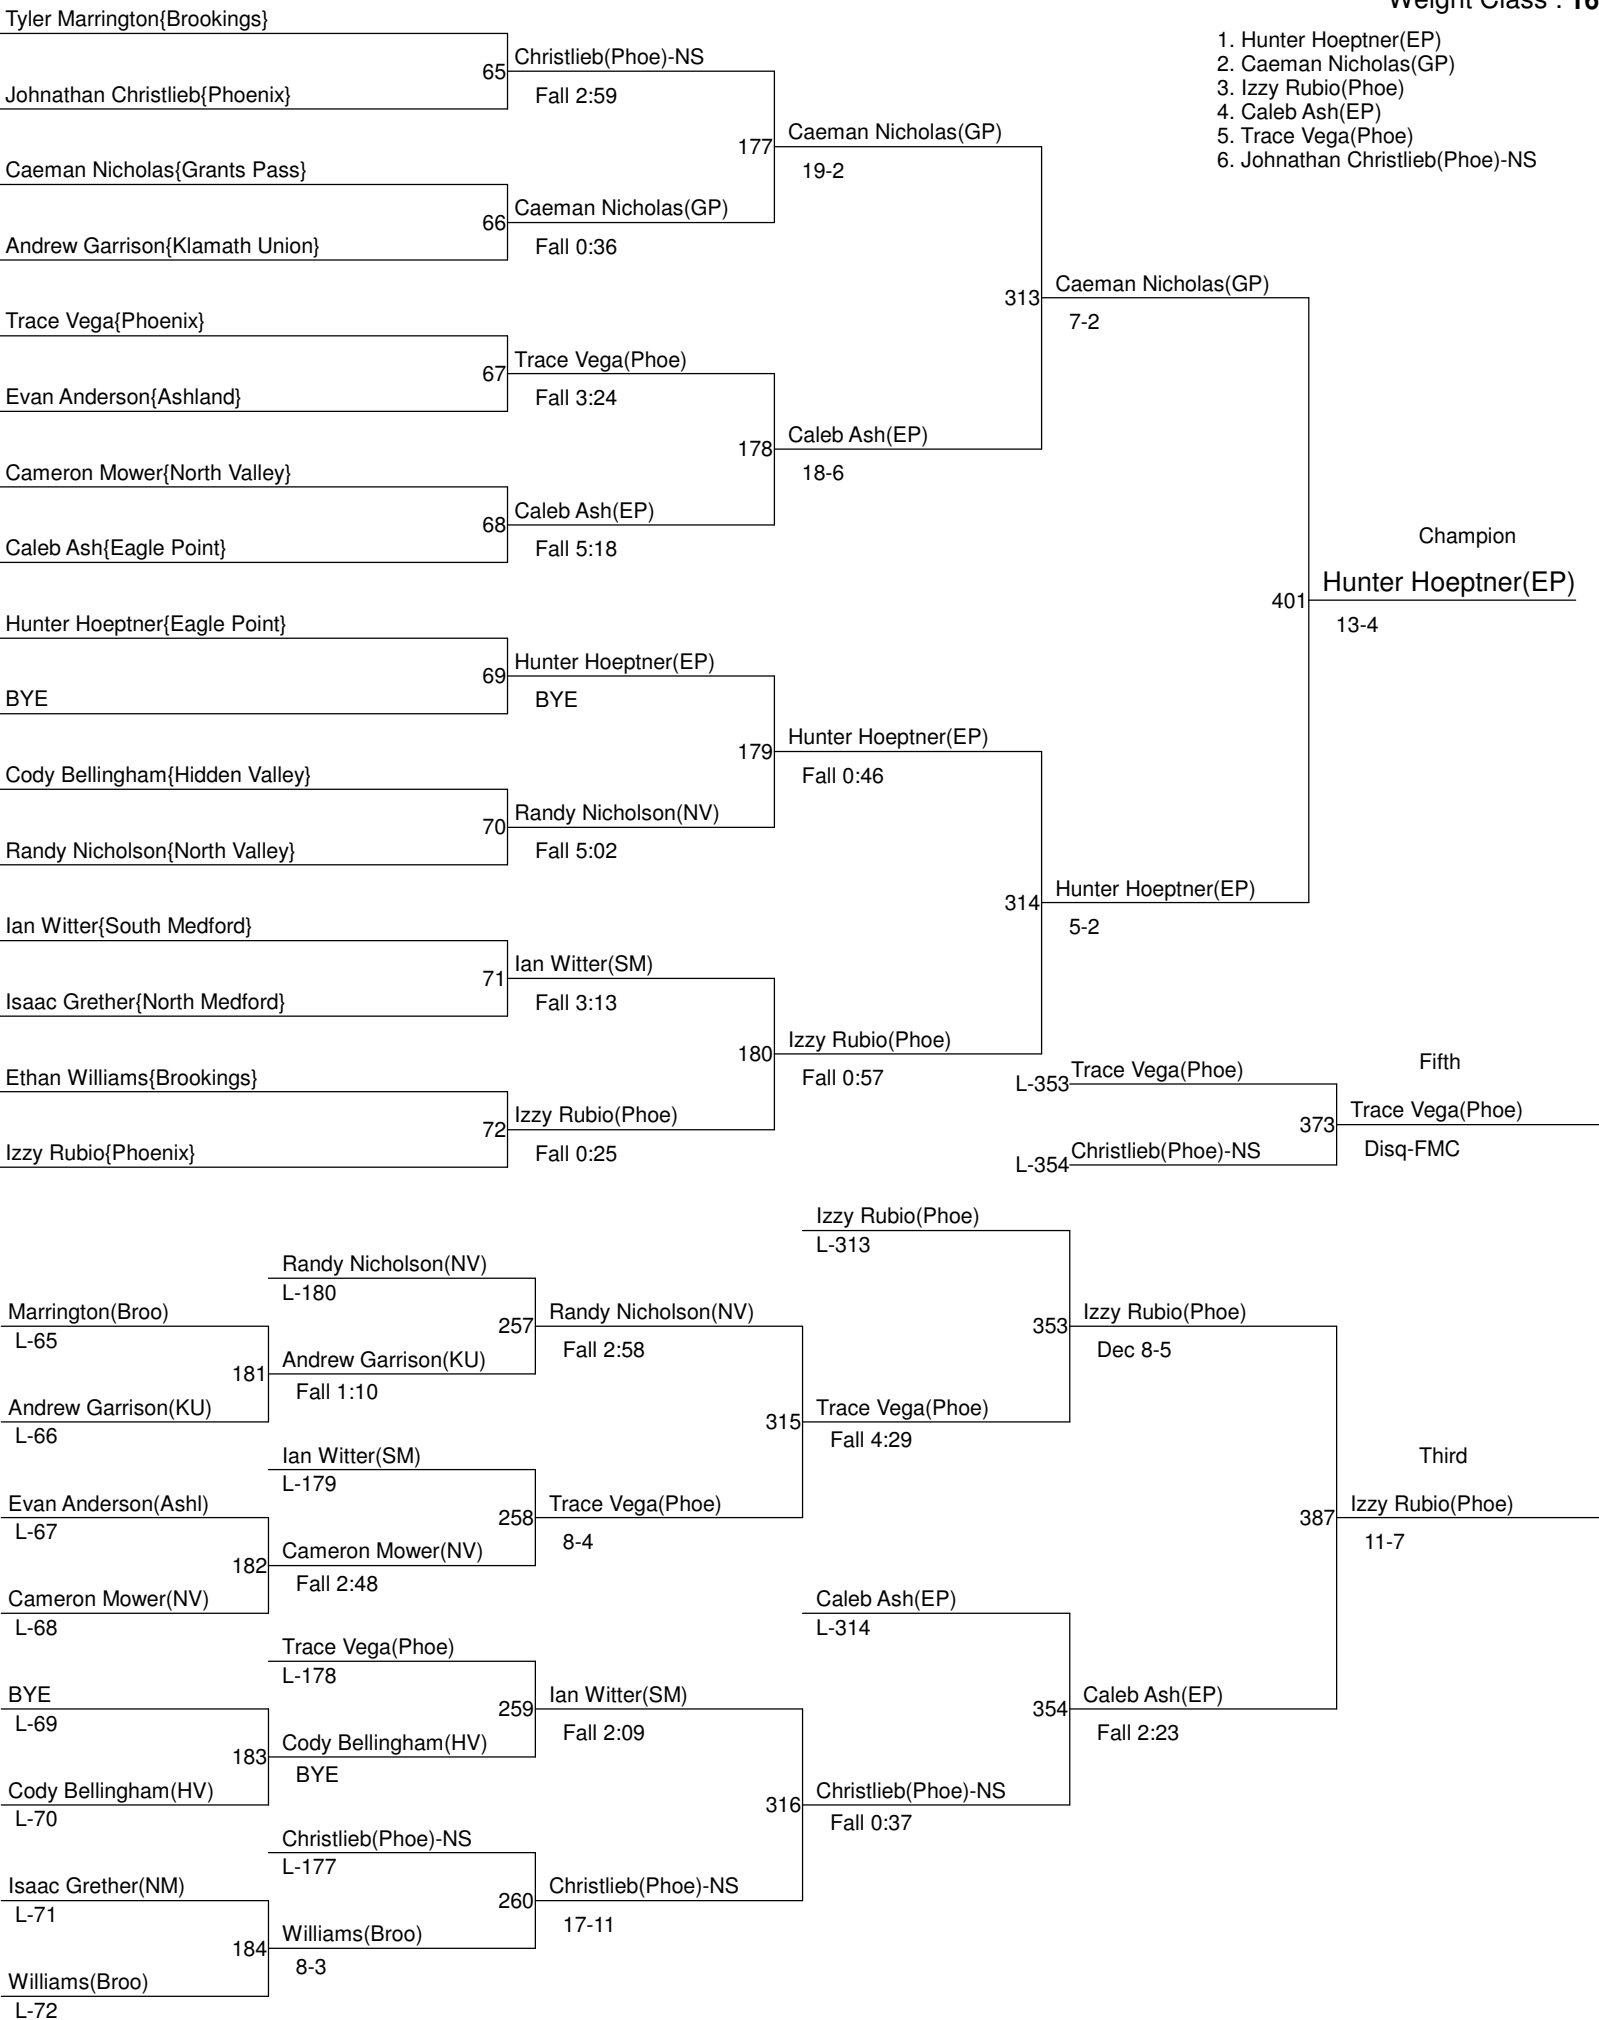 Weight Class : 16
1. Hunter Hoeptner(EP)
2. Caeman Nicholas(GP)
3. Izzy Rubio(Phoe)
4. Caleb Ash(EP)
5. Trace Vega(Phoe)
6. Johnathan Christlieb(Phoe)-NS
Tyler Marrington{Brookings}
65
Christlieb(Phoe)-NS
Johnathan Christlieb{Phoenix}
Fall 2:59
177
Caeman Nicholas(GP)
19-2
Caeman Nicholas{Grants Pass}
66
Caeman Nicholas(GP)
Andrew Garrison{Klamath Union}
Fall 0:36
313
Caeman Nicholas(GP)
7-2
Trace Vega{Phoenix}
67
Trace Vega(Phoe)
Evan Anderson{Ashland}
Fall 3:24
178
Caleb Ash(EP)
18-6
Cameron Mower{North Valley}
68
Caleb Ash(EP)
Caleb Ash{Eagle Point}
Fall 5:18
Champion
401
Hunter Hoeptner(EP)
13-4
Hunter Hoeptner{Eagle Point}
69
Hunter Hoeptner(EP)
BYE
BYE
179
Hunter Hoeptner(EP)
Fall 0:46
Cody Bellingham{Hidden Valley}
70
Randy Nicholson(NV)
Randy Nicholson{North Valley}
Fall 5:02
314
Hunter Hoeptner(EP)
5-2
Ian Witter{South Medford}
71
Ian Witter(SM)
Isaac Grether{North Medford}
Fall 3:13
180
Izzy Rubio(Phoe)
Fall 0:57
Ethan Williams{Brookings}
72
Izzy Rubio(Phoe)
Izzy Rubio{Phoenix}
Fall 0:25
Fifth
L-353
Trace Vega(Phoe)
373
Trace Vega(Phoe)
Disq-FMC
L-354
Christlieb(Phoe)-NS
Izzy Rubio(Phoe)
L-313
Randy Nicholson(NV)
L-180
Marrington(Broo)
L-65
257
Randy Nicholson(NV)
Fall 2:58
353
Izzy Rubio(Phoe)
Dec 8-5
181
Andrew Garrison(KU)
Fall 1:10
Andrew Garrison(KU)
L-66
315
Trace Vega(Phoe)
Fall 4:29
Ian Witter(SM)
L-179
Third
Evan Anderson(Ashl)
L-67
258
Trace Vega(Phoe)
8-4
387
Izzy Rubio(Phoe)
11-7
182
Cameron Mower(NV)
Fall 2:48
Cameron Mower(NV)
L-68
Caleb Ash(EP)
L-314
Trace Vega(Phoe)
L-178
BYE
L-69
259
Ian Witter(SM)
Fall 2:09
354
Caleb Ash(EP)
Fall 2:23
183
Cody Bellingham(HV)
BYE
Cody Bellingham(HV)
L-70
316
Christlieb(Phoe)-NS
Fall 0:37
Christlieb(Phoe)-NS
L-177
Isaac Grether(NM)
L-71
260
Christlieb(Phoe)-NS
17-11
184
Williams(Broo)
8-3
Williams(Broo)
L-72